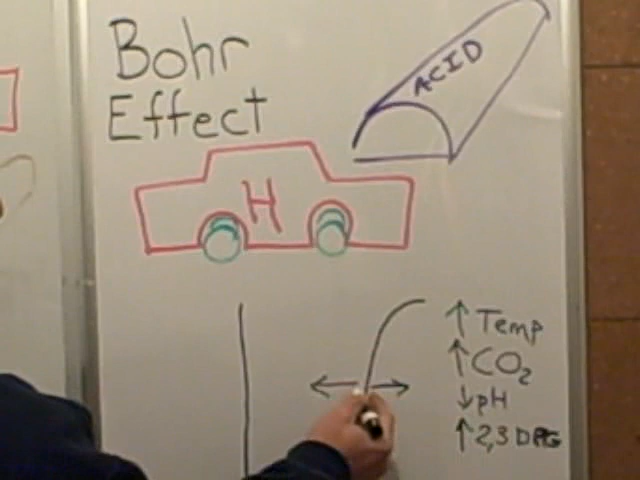 Bohr
Effect
ACID
H
↑ Temp
↑ CO₂
↓ pH
↑ 2,3 DPG